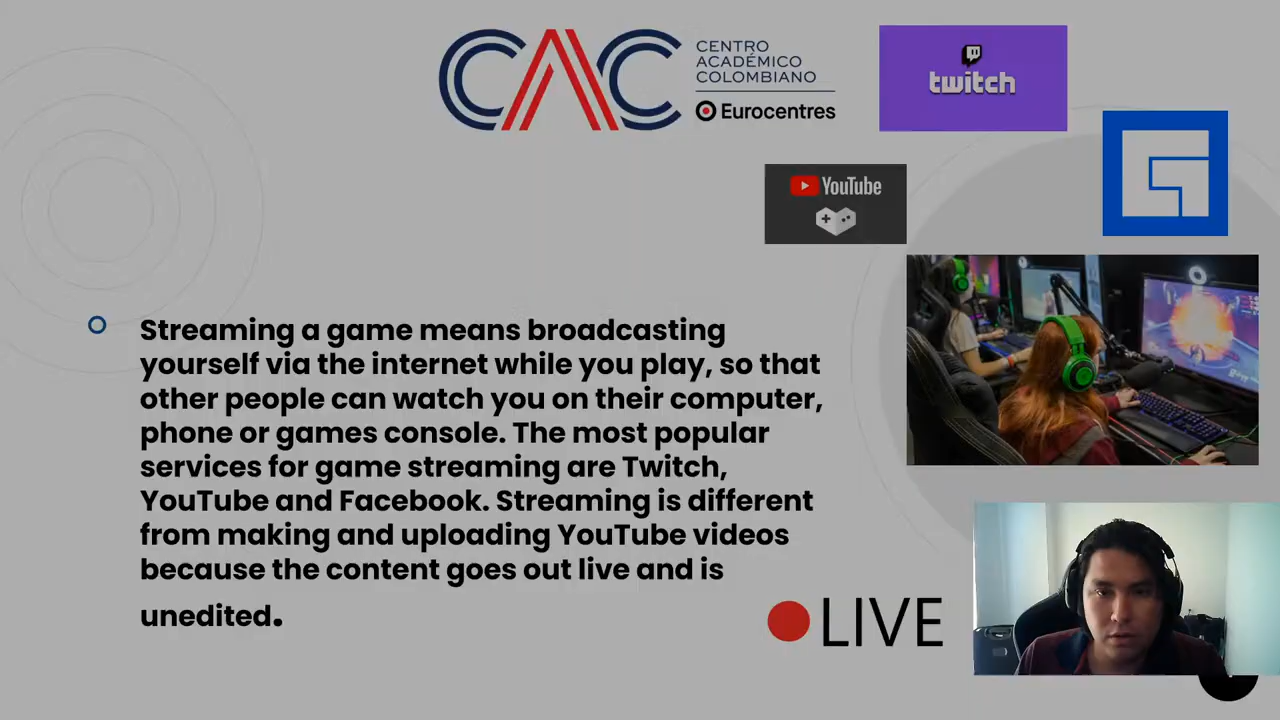 CAC
CENTRO
ACADÉMICO
COLOMBIANO
Eurocentres
twitch
YouTube
Streaming a game means broadcasting
yourself via the internet while you play, so that
other people can watch you on their computer,
phone or games console. The most popular
services for game streaming are Twitch,
YouTube and Facebook. Streaming is different
from making and uploading YouTube videos
because the content goes out live and is
unedited.
LIVE